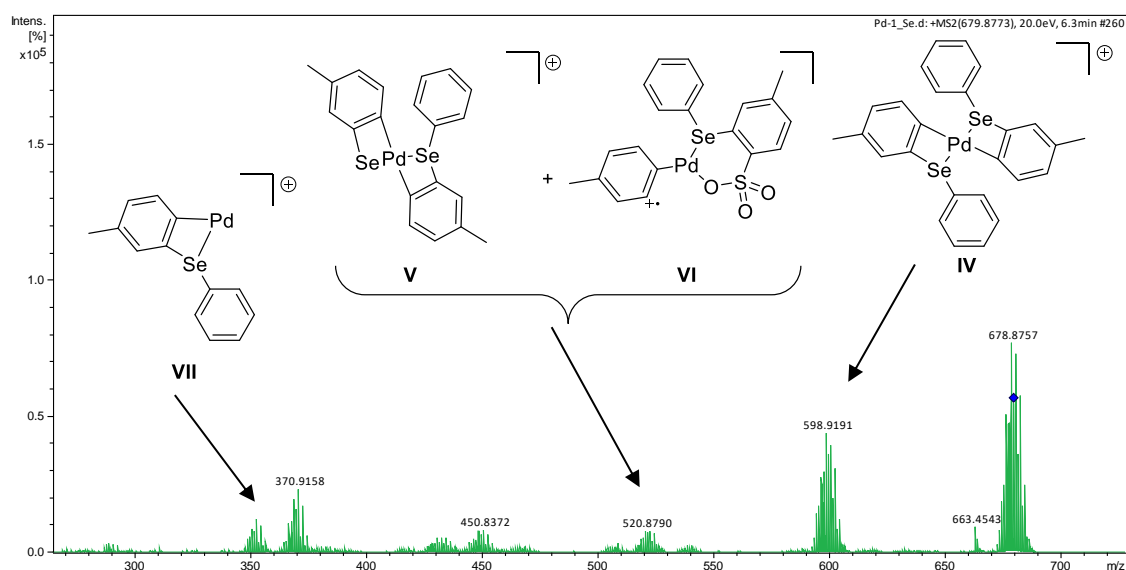 Intens.
[%]
x10⁵
Pd-1_Se.d: +MS2(679.8773), 20.0eV, 6.3min #260
1.5
1.0
0.5
0.0
Pd
Se
⊕
VII
Se Pd Se
⊕
V
+
Se
Pd
O
S
O
O
+•
VI
Se
Pd
Se
⊕
IV
370.9158
450.8372
520.8790
598.9191
663.4543
678.8757
300
350
400
450
500
550
600
650
700
m/z